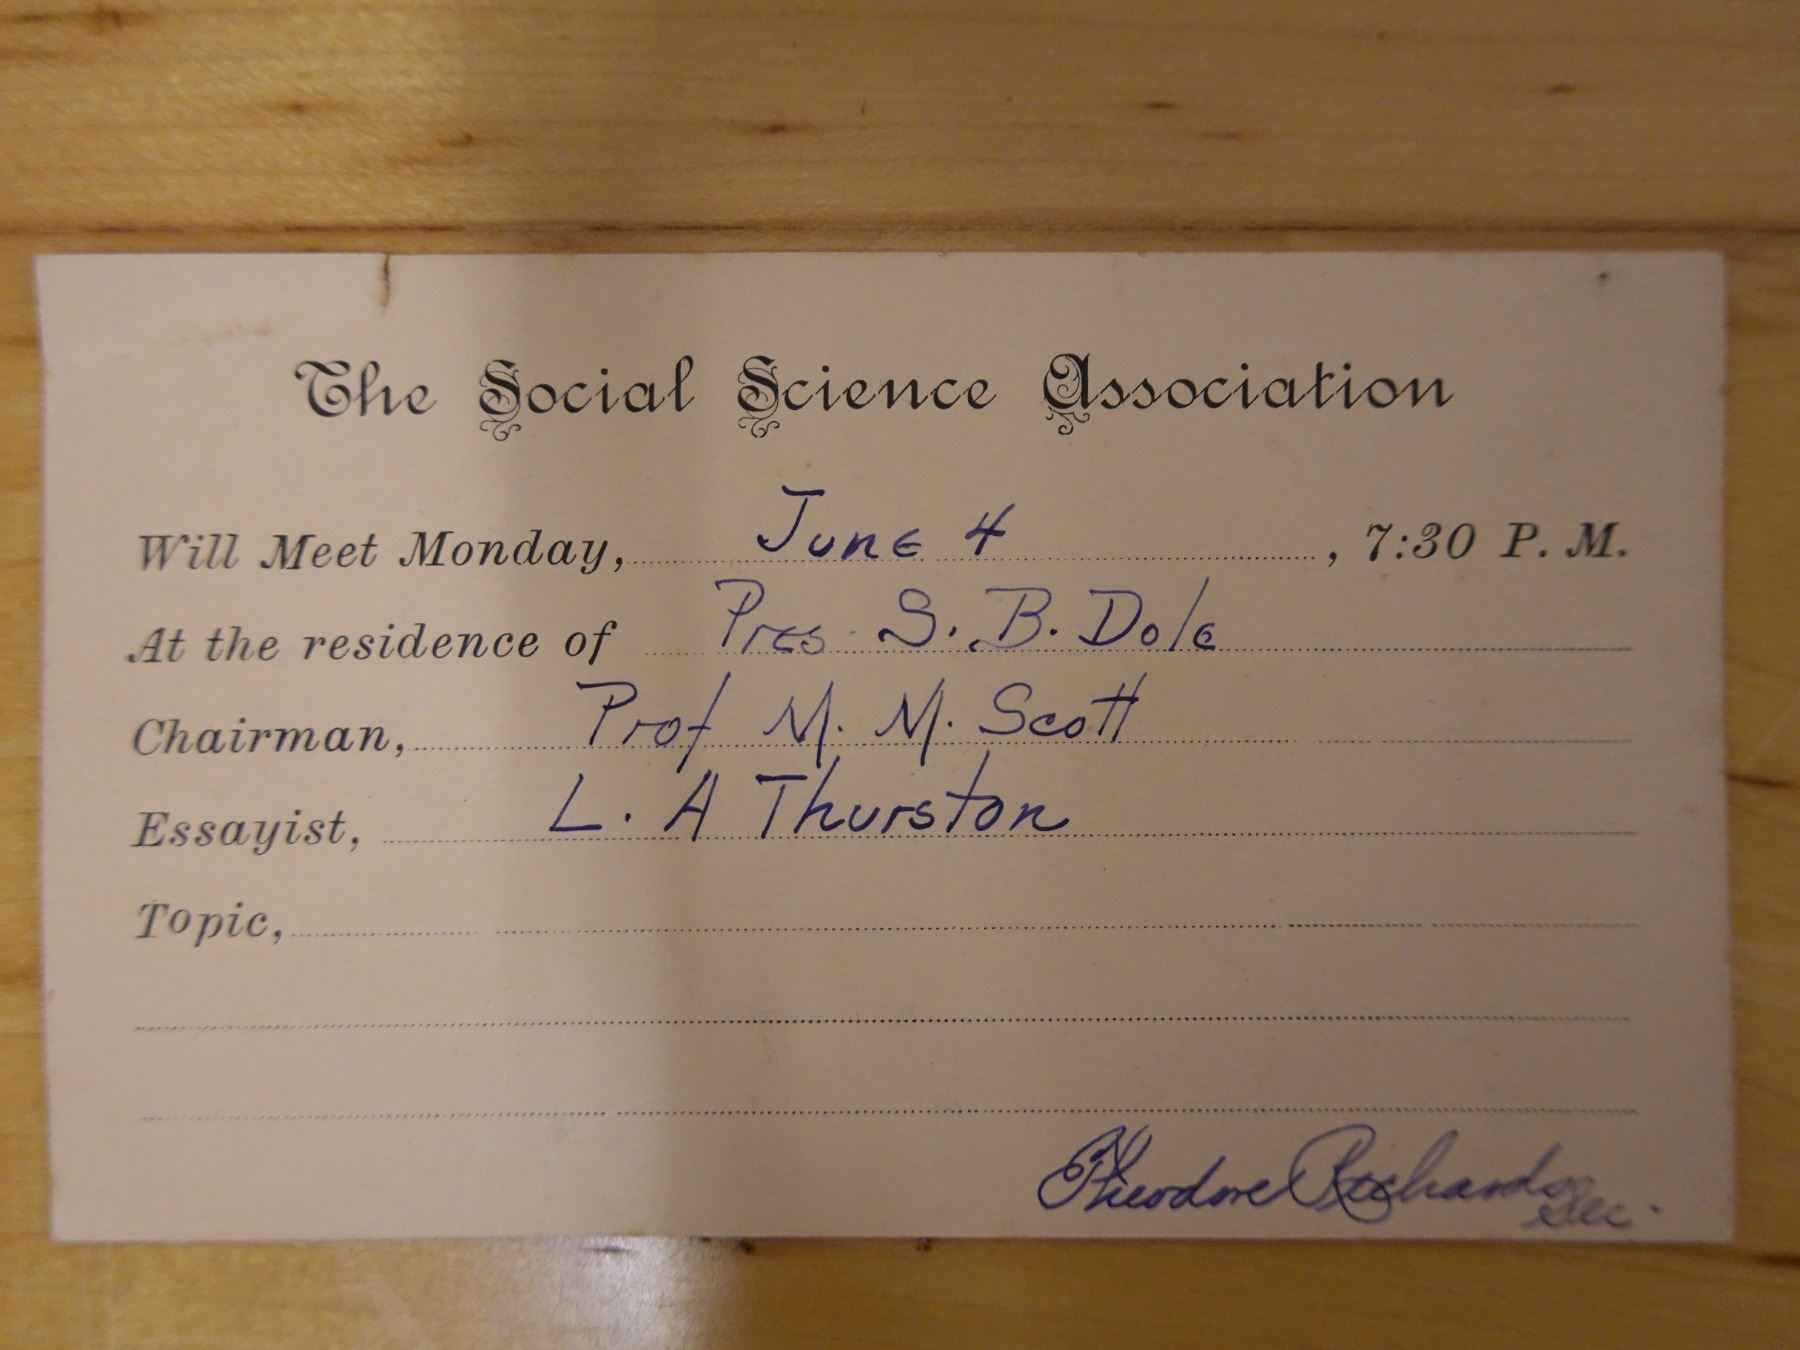 The Social Science Association
Will Meet Monday, June 4, 7:30 P. M.
At the residence of Pres S. B. Dole
Chairman, Prof M. M. Scott
Essayist, L. A Thurston
Topic,
Theodore Richards
Sec.